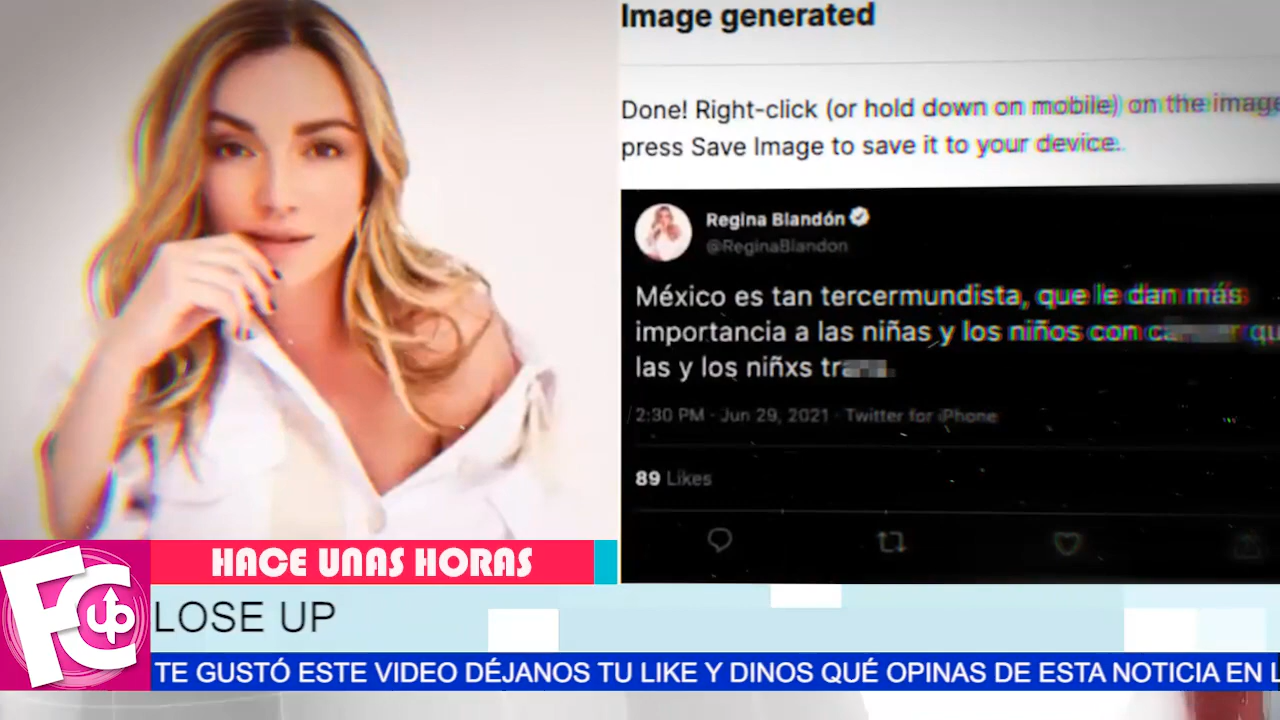 Image generated
Done! Right-click (or hold down on mobile) on the image
press Save Image to save it to your device.
Regina Blandón
@ReginaBlandon
México es tan tercermundista, que le dan más
importancia a las niñas y los niños con
las y los niñxs
2:30 PM · Jun 29, 2021 · Twitter for iPhone
89 Likes
HACE UNAS HORAS
FC up
LOSE UP
TE GUSTÓ ESTE VIDEO DÉJANOS TU LIKE Y DINOS QUÉ OPINAS DE ESTA NOTICIA EN